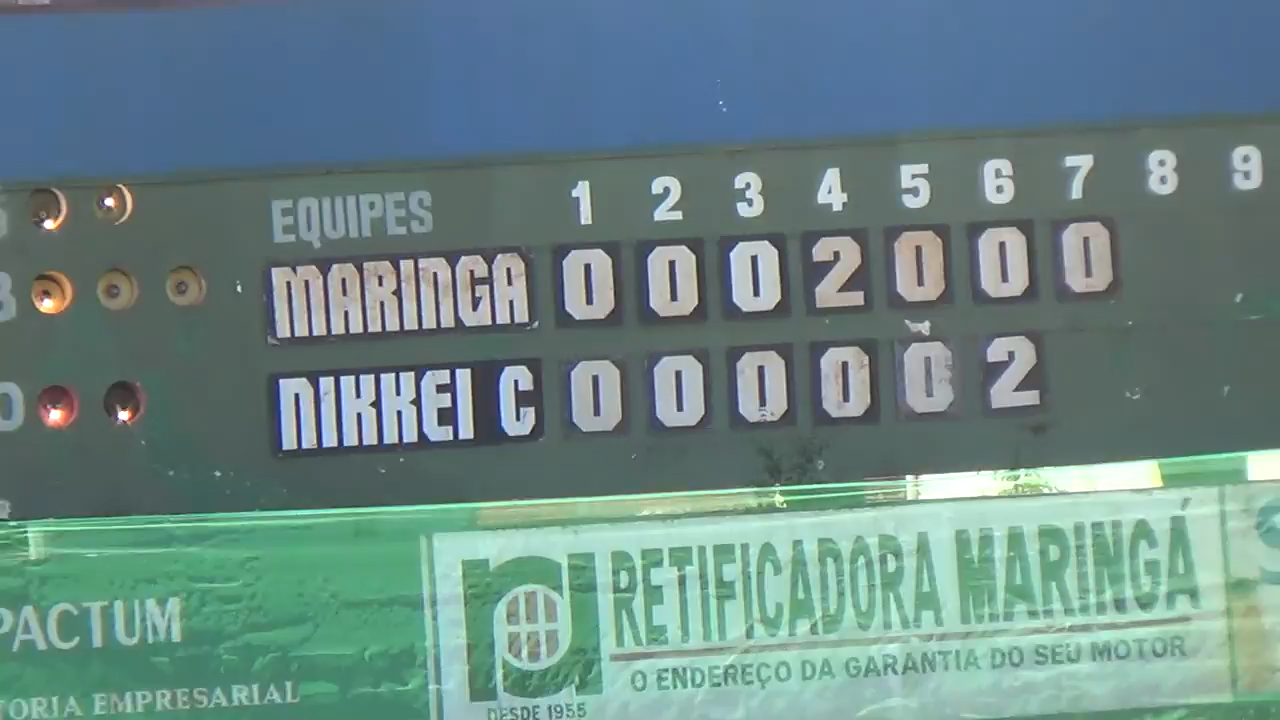 EQUIPES 1 2 3 4 5 6 7 8 9
B MARINGA 0 0 0 2 0 0 0
O NIKKEI C 0 0 0 0 0 2
RETIFICADORA MARINGÁ
O ENDEREÇO DA GARANTIA DO SEU MOTOR
DESDE 1955
PACTUM
TORIA EMPRESARIAL